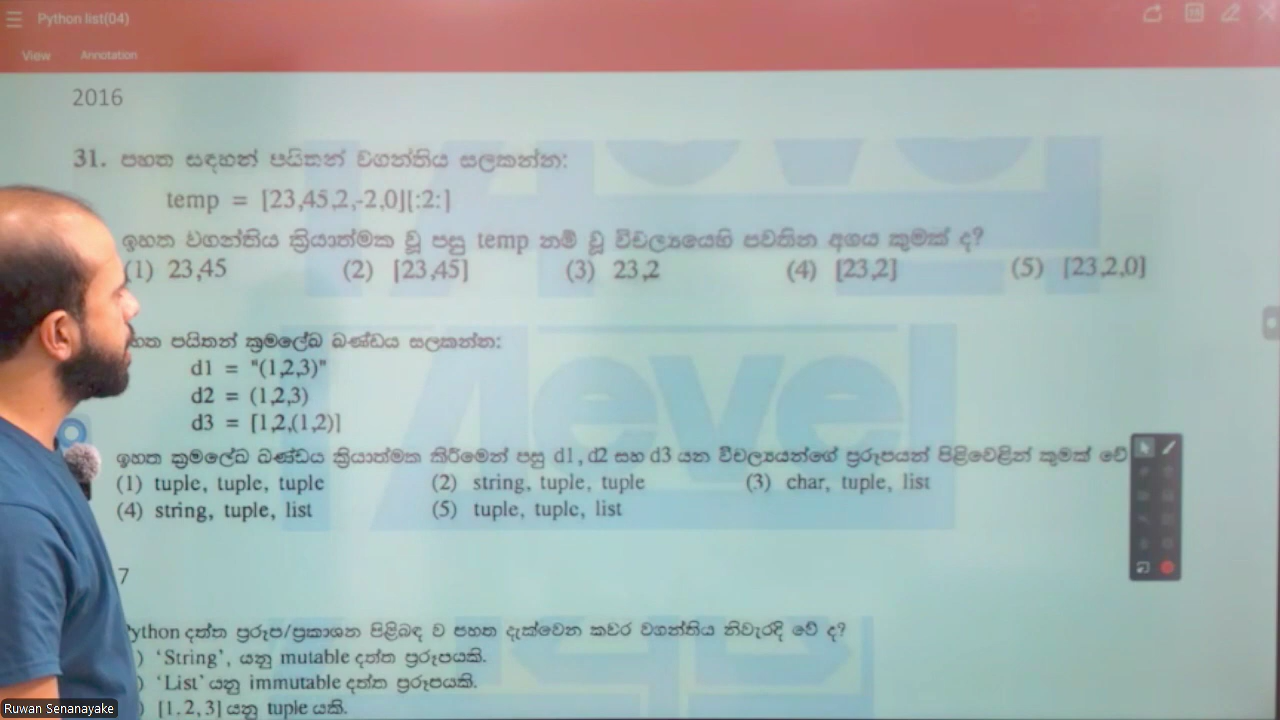 Python list(04)
View Annotation
2016
31. පහත සඳහන් පයිතන් වගන්තිය සලකන්න:
temp = [23,45,2,-2,0][:2:]
ඉහත වගන්තිය ක්‍රියාත්මක වූ පසු temp නම් වූ විචල්‍යයෙහි පවතින අගය කුමක් ද?
(1) 23,45 (2) [23,45] (3) 23,2 (4) [23,2] (5) [23,2,0]
පයිතන් ක්‍රමලේඛ ඛණ්ඩය සලකන්න:
d1 = "(1,2,3)"
d2 = (1,2,3)
d3 = [1,2,(1,2)]
ඉහත ක්‍රමලේඛ ඛණ්ඩය ක්‍රියාත්මක කිරීමෙන් පසු d1, d2 සහ d3 යන විචල්‍යයන්ගේ ප්‍රරූපයන් පිළිවෙළින් කුමක් වේ
(1) tuple, tuple, tuple (2) string, tuple, tuple (3) char, tuple, list
(4) string, tuple, list (5) tuple, tuple, list
7
ython දත්ත ප්‍රරූප/ප්‍රකාශන පිළිබඳ ව පහත දැක්වෙන කවර වගන්තිය නිවැරදි වේ ද?
) ‘String’, යනු mutable දත්ත ප්‍රරූපයකි.
) ‘List’ යනු immutable දත්ත ප්‍රරූපයකි.
) [1, 2, 3] යනු tuple යකි.
Alevel
Ruwan Senanayake